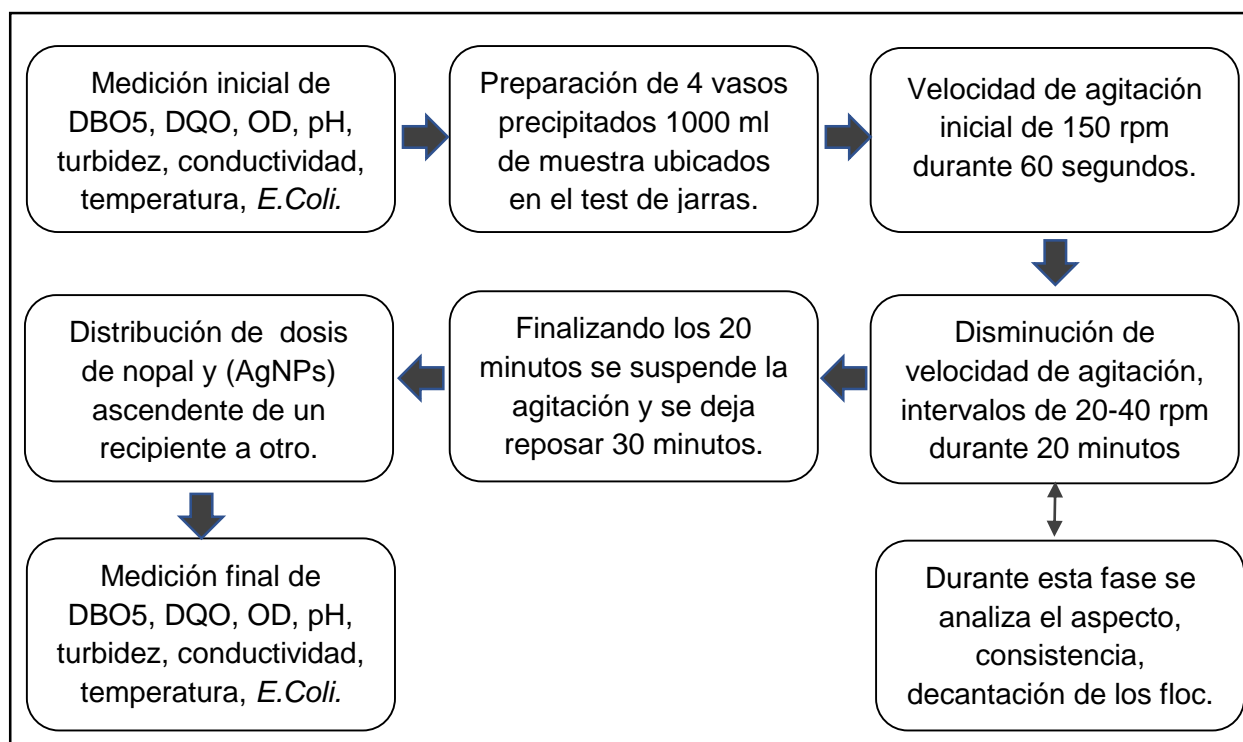 Medición inicial de
DBO5, DQO, OD, pH,
turbidez, conductividad,
temperatura, E.Coli.
Preparación de 4 vasos
precipitados 1000 ml
de muestra ubicados
en el test de jarras.
Velocidad de agitación
inicial de 150 rpm
durante 60 segundos.
Disminución de
velocidad de agitación,
intervalos de 20-40 rpm
durante 20 minutos
Durante esta fase se
analiza el aspecto,
consistencia,
decantación de los floc.
Finalizando los 20
minutos se suspende la
agitación y se deja
reposar 30 minutos.
Distribución de dosis
de nopal y (AgNPs)
ascendente de un
recipiente a otro.
Medición final de
DBO5, DQO, OD, pH,
turbidez, conductividad,
temperatura, E.Coli.